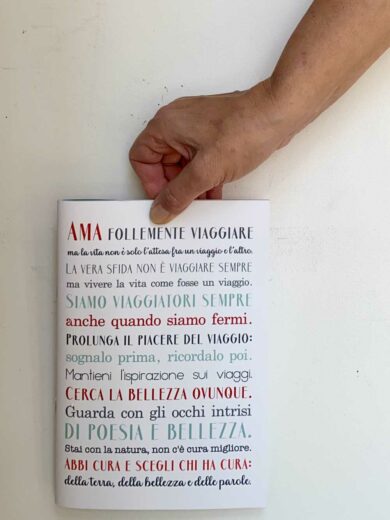 AMA FOLLEMENTE VIAGGIARE
ma la vita non è solo l'attesa fra un viaggio e l'altro.
LA VERA SFIDA NON È VIAGGIARE SEMPRE
ma vivere la vita come fosse un viaggio.
SIAMO VIAGGIATORI SEMPRE
anche quando siamo fermi.
PROLUNGA IL PIACERE DEL VIAGGIO:
sognalo prima, ricordalo poi.
Mantieni l'ispirazione sui viaggi.
CERCA LA BELLEZZA OVUNQUE.
Guarda con gli occhi intrisi
DI POESIA E BELLEZZA.
Stai con la natura, non c'è cura migliore.
ABBI CURA E SCEGLI CHI HA CURA:
della terra, della bellezza e delle parole.